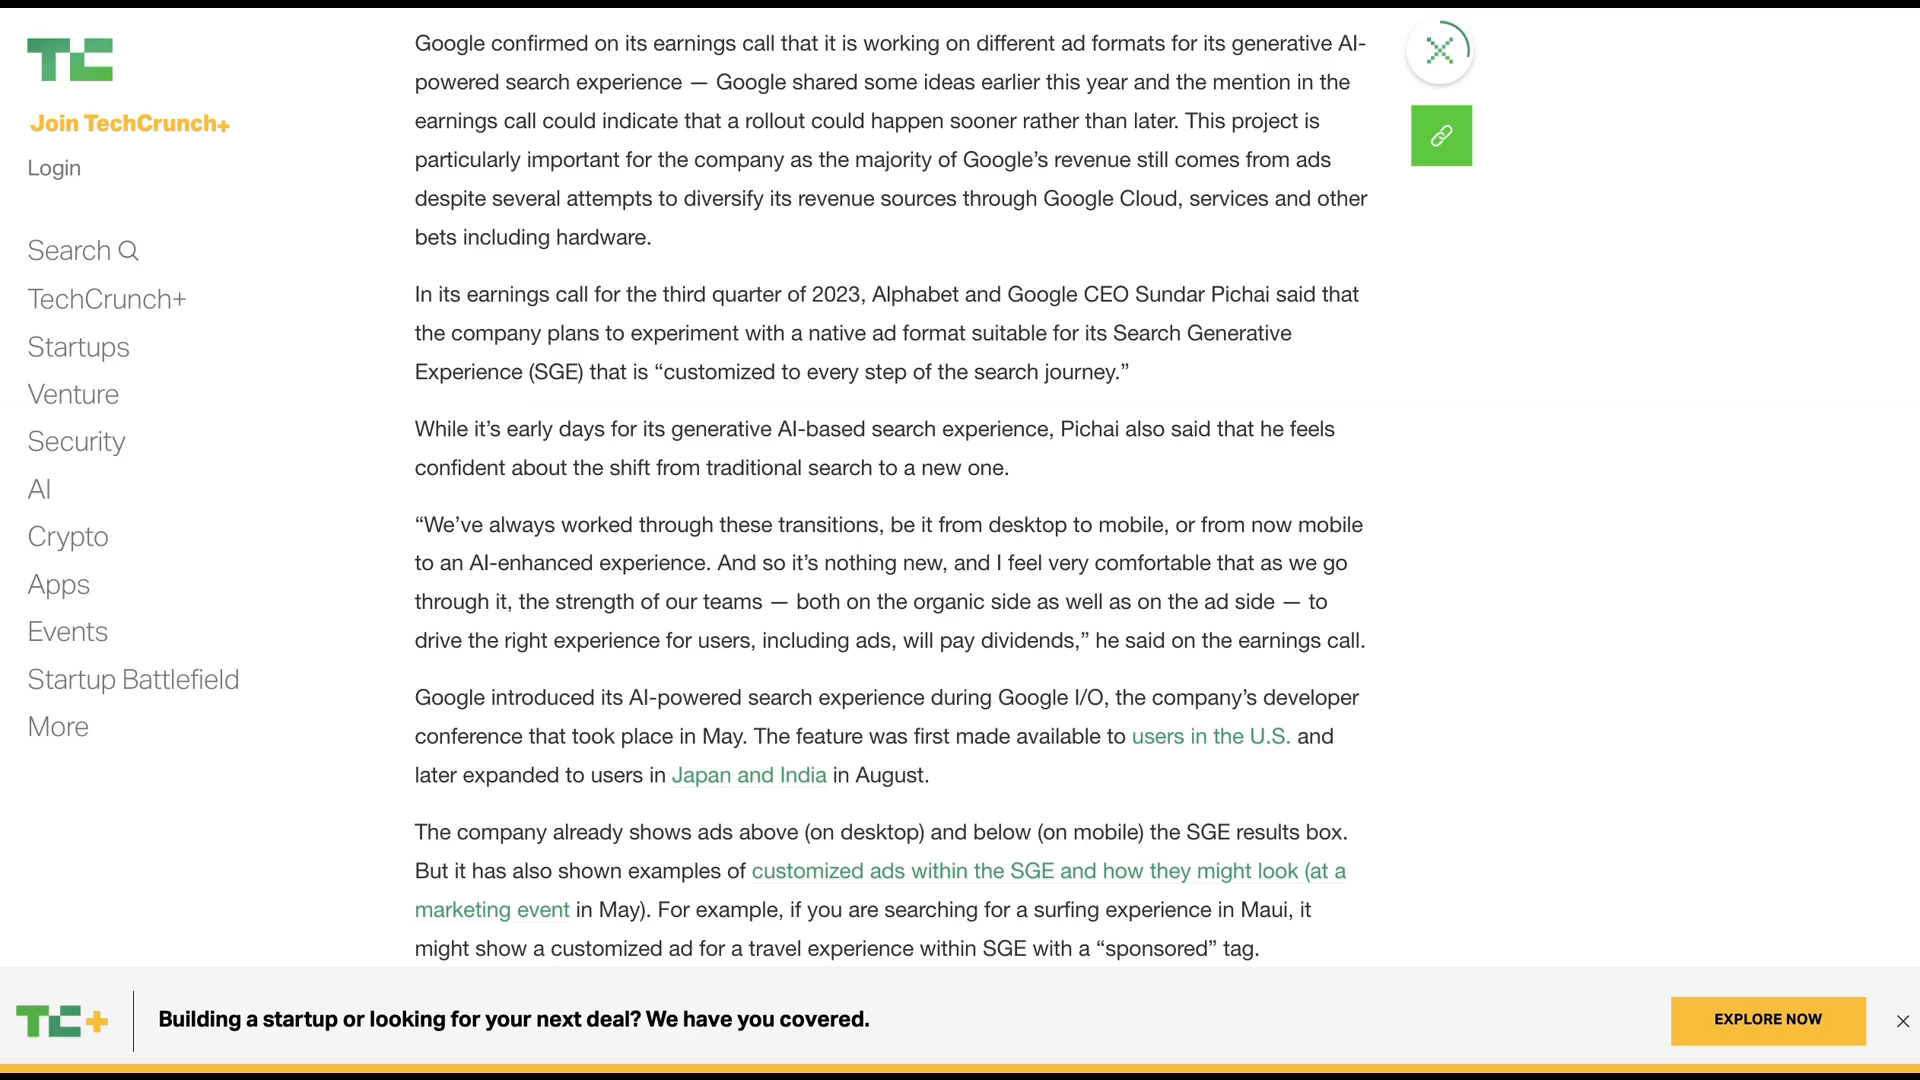 TC
Join TechCrunch+
Login
Search
TechCrunch+
Startups
Venture
Security
AI
Crypto
Apps
Events
Startup Battlefield
More
Google confirmed on its earnings call that it is working on different ad formats for its generative AI-
powered search experience — Google shared some ideas earlier this year and the mention in the
earnings call could indicate that a rollout could happen sooner rather than later. This project is
particularly important for the company as the majority of Google’s revenue still comes from ads
despite several attempts to diversify its revenue sources through Google Cloud, services and other
bets including hardware.
In its earnings call for the third quarter of 2023, Alphabet and Google CEO Sundar Pichai said that
the company plans to experiment with a native ad format suitable for its Search Generative
Experience (SGE) that is “customized to every step of the search journey.”
While it’s early days for its generative AI-based search experience, Pichai also said that he feels
confident about the shift from traditional search to a new one.
“We’ve always worked through these transitions, be it from desktop to mobile, or from now mobile
to an AI-enhanced experience. And so it’s nothing new, and I feel very comfortable that as we go
through it, the strength of our teams — both on the organic side as well as on the ad side — to
drive the right experience for users, including ads, will pay dividends,” he said on the earnings call.
Google introduced its AI-powered search experience during Google I/O, the company’s developer
conference that took place in May. The feature was first made available to users in the U.S. and
later expanded to users in Japan and India in August.
The company already shows ads above (on desktop) and below (on mobile) the SGE results box.
But it has also shown examples of customized ads within the SGE and how they might look (at a
marketing event in May). For example, if you are searching for a surfing experience in Maui, it
might show a customized ad for a travel experience within SGE with a “sponsored” tag.
TC+
Building a startup or looking for your next deal? We have you covered.
EXPLORE NOW